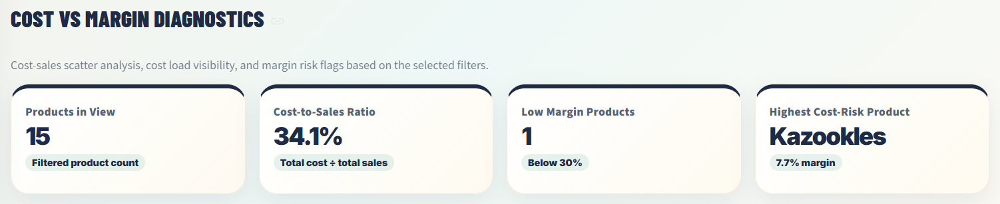 COST VS MARGIN DIAGNOSTICS
Cost-sales scatter analysis, cost load visibility, and margin risk flags based on the selected filters.
Products in View
15
Filtered product count
Cost-to-Sales Ratio
34.1%
Total cost ÷ total sales
Low Margin Products
1
Below 30%
Highest Cost-Risk Product
Kazookles
7.7% margin